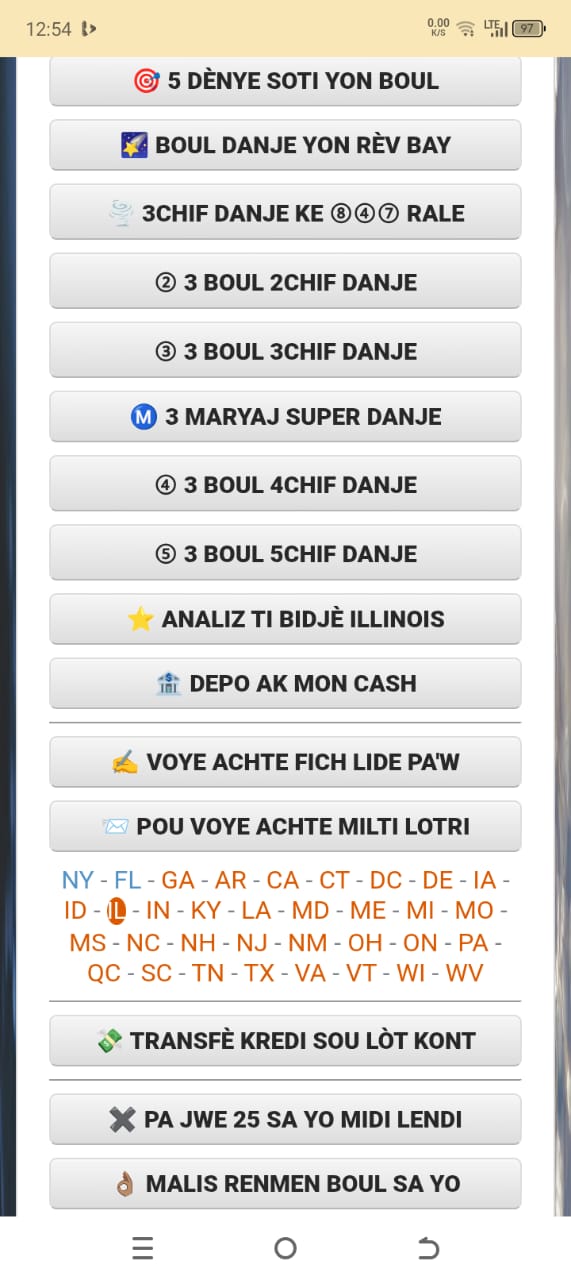 12:54
0.00 K/S LTE 97
🎯 5 DÈNYE SOTI YON BOUL
🌠 BOUL DANJE YON RÈV BAY
🌪️ 3CHIF DANJE KE ⑧④⑦ RALE
② 3 BOUL 2CHIF DANJE
③ 3 BOUL 3CHIF DANJE
Ⓜ️ 3 MARYAJ SUPER DANJE
④ 3 BOUL 4CHIF DANJE
⑤ 3 BOUL 5CHIF DANJE
⭐ ANALIZ TI BIDJÈ ILLINOIS
🏦 DEPO AK MON CASH
✍️ VOYE ACHTE FICH LIDE PA'W
📨 POU VOYE ACHTE MILTI LOTRI
NY - FL - GA - AR - CA - CT - DC - DE - IA -
ID - IL - IN - KY - LA - MD - ME - MI - MO -
MS - NC - NH - NJ - NM - OH - ON - PA -
QC - SC - TN - TX - VA - VT - WI - WV
💸 TRANSFÈ KREDI SOU LÒT KONT
✖️ PA JWE 25 SA YO MIDI LENDI
👌🏽 MALIS RENMEN BOUL SA YO